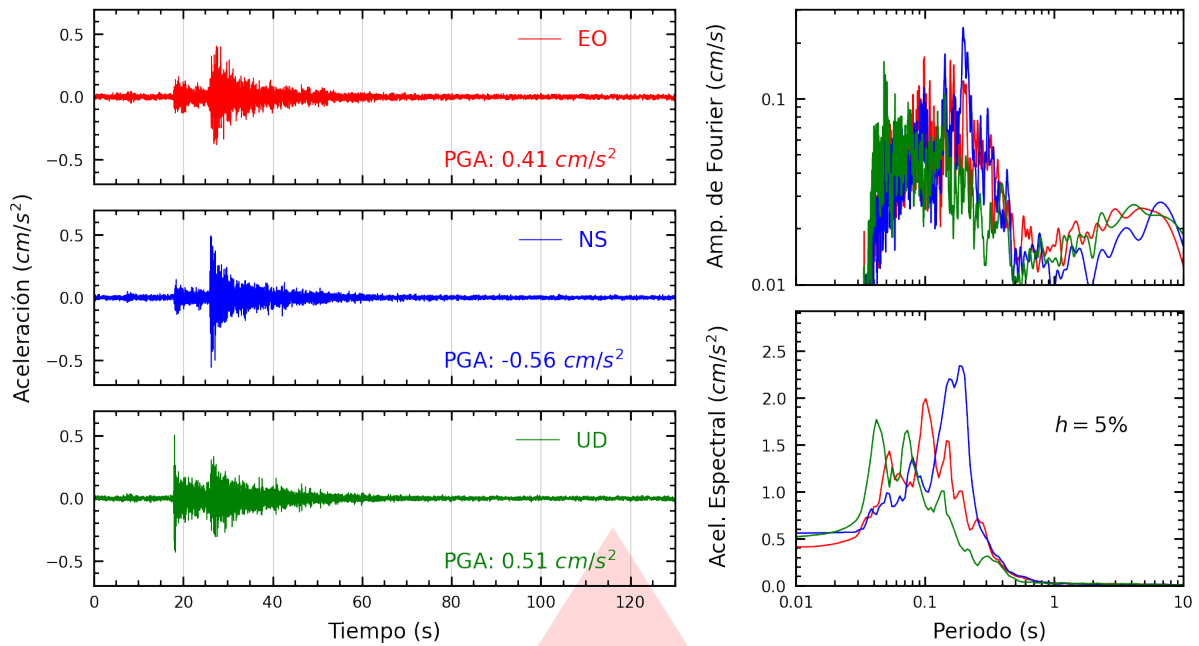 Aceleración (cm/s²)
0.5
0.0
−0.5
EO
PGA: 0.41 cm/s²
0.5
0.0
−0.5
NS
PGA: -0.56 cm/s²
0.5
0.0
−0.5
UD
PGA: 0.51 cm/s²
0 20 40 60 80 100 120
Tiempo (s)
Amp. de Fourier (cm/s)
0.1
0.01
Acel. Espectral (cm/s²)
2.5
2.0
1.5
1.0
0.5
0.0
h = 5%
0.01 0.1 1 10
Periodo (s)